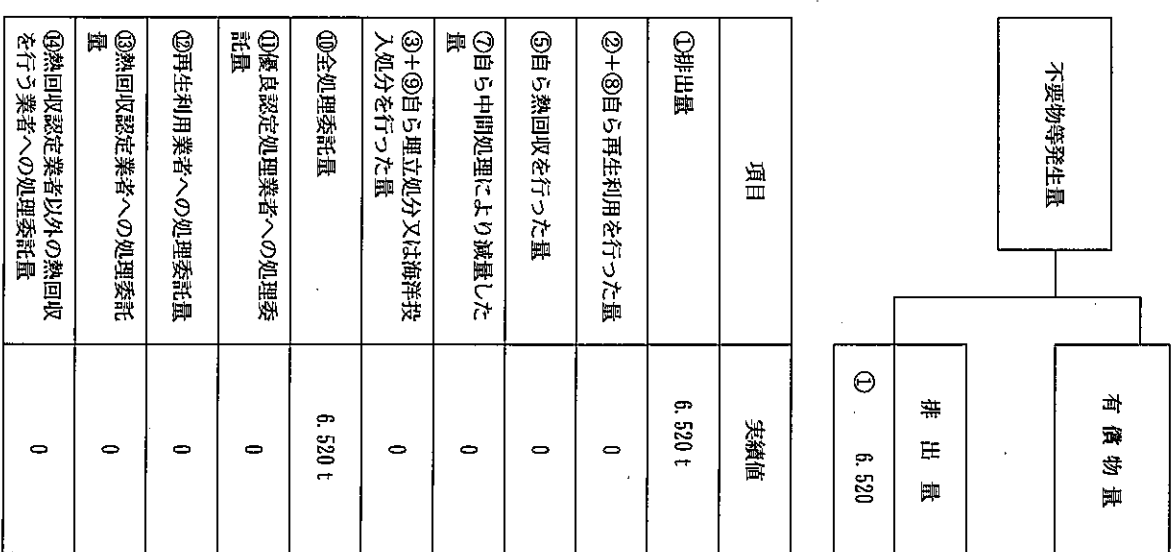 不要物等発生量
有償物量
排出量
① 6.520
項目
実績値
①排出量
6.520 t
②+⑧自ら再生利用を行った量
0
⑤自ら熱回収を行った量
0
⑦自ら中間処理により減量した
量
0
③+⑨自ら埋立処分又は海洋投
入処分を行った量
0
⑩全処理委託量
6.520 t
⑪優良認定処理業者への処理委
託量
0
⑫再生利用業者への処理委託量
0
⑬熱回収認定業者への処理委託
量
0
⑭熱回収認定業者以外の熱回収
を行う業者への処理委託量
0